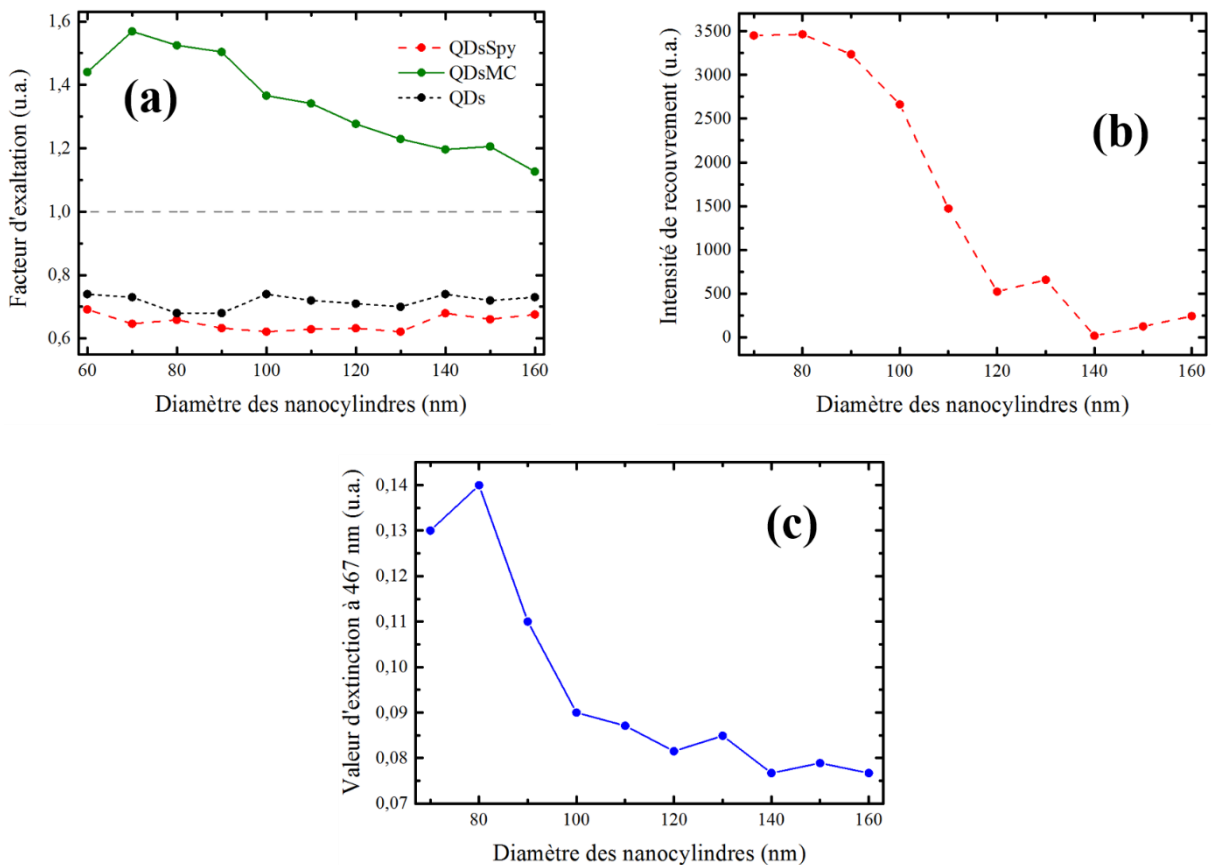 Facteur d'exaltation (u.a.)
1,6
1,4
1,2
1,0
0,8
0,6
(a)
QDsSpy
QDsMC
QDs
60 80 100 120 140 160
Diamètre des nanocylindres (nm)
Intensité de recouvrement (u.a.)
3500
3000
2500
2000
1500
1000
500
0
(b)
80 100 120 140 160
Diamètre des nanocylindres (nm)
Valeur d'extinction à 467 nm (u.a.)
0,14
0,13
0,12
0,11
0,10
0,09
0,08
0,07
(c)
80 100 120 140 160
Diamètre des nanocylindres (nm)